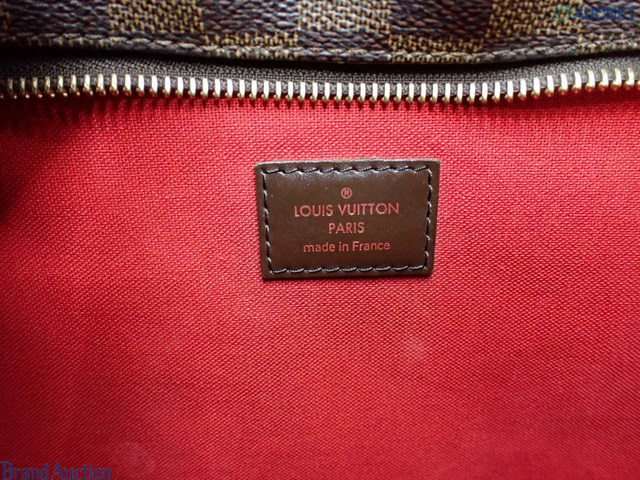 ®
LOUIS VUITTON
PARIS
made in France
Brand Auction